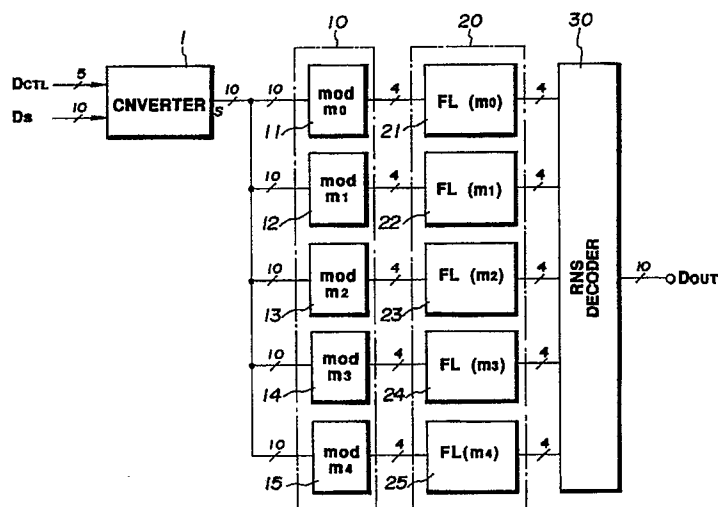 1
10
20
30
DCTL
5
Ds
10
CNVERTER
10
S
10
mod
m0
11
4
FL (m0)
21
4
10
mod
m1
12
4
FL (m1)
22
4
10
mod
m2
13
4
FL (m2)
23
4
10
mod
m3
14
4
FL (m3)
24
4
10
mod
m4
15
4
FL(m4)
25
4
RNS
DECODER
10
DOUT